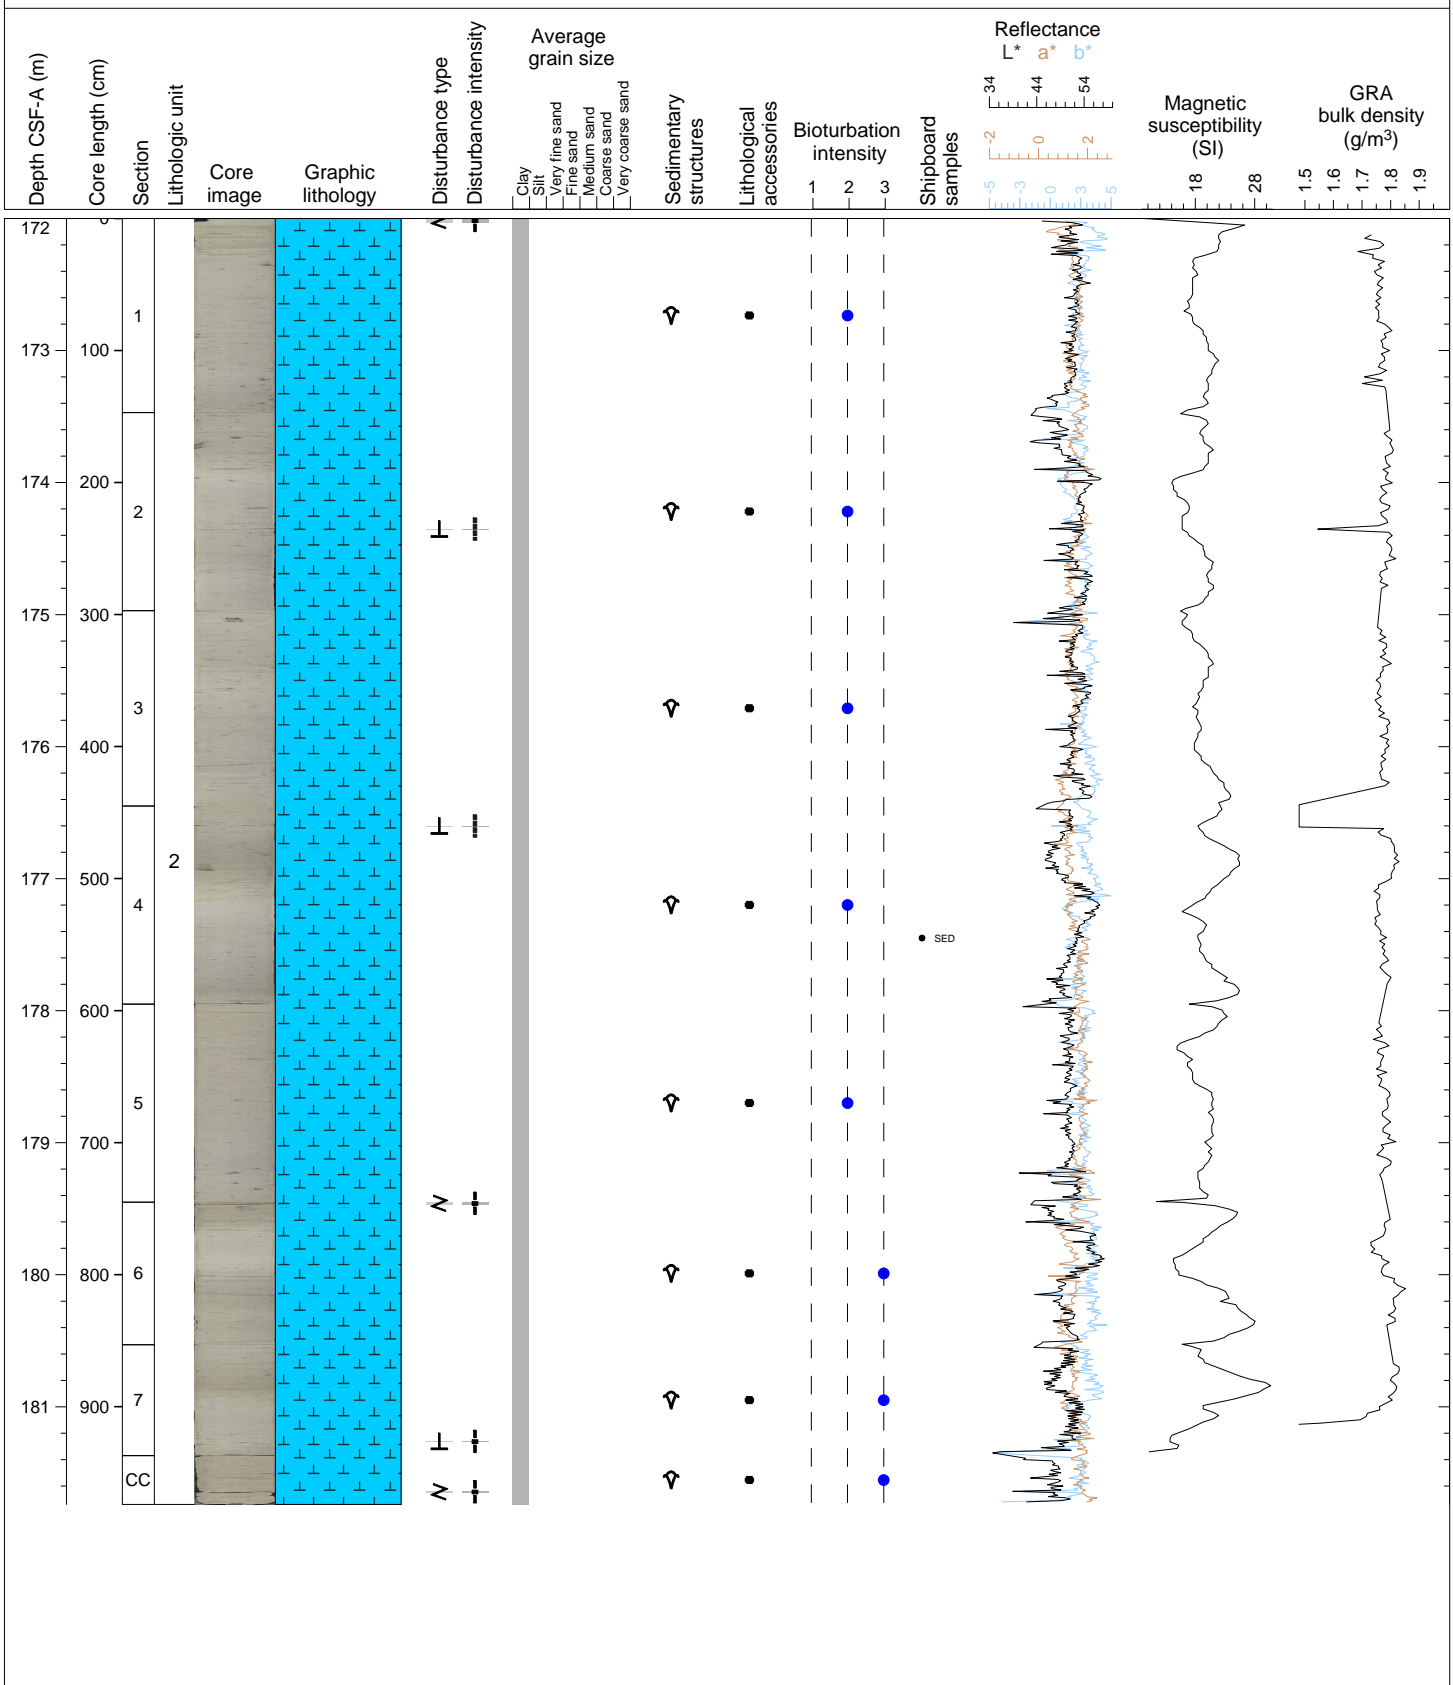 Depth CSF-A (m)
Core length (cm)
Section
Lithologic unit
Core
image
Graphic
lithology
Disturbance type
Disturbance intensity
Average
grain size
Clay
Silt
Very fine sand
Fine sand
Medium sand
Coarse sand
Very coarse sand
Sedimentary
structures
Lithological
accessories
Bioturbation
intensity
1 2 3
Shipboard
samples
Reflectance
L* a* b*
34 44 54
-2 0 2
-5 -3 0 3 5
Magnetic
susceptibility
(SI)
18 28
GRA
bulk density
(g/m3)
1.5 1.6 1.7 1.8 1.9
172 0
1
173 100
174 200
2
175 300
3
176 400
2
177 500
4
SED
178 600
5
179 700
180 800 6
7
181 900
CC